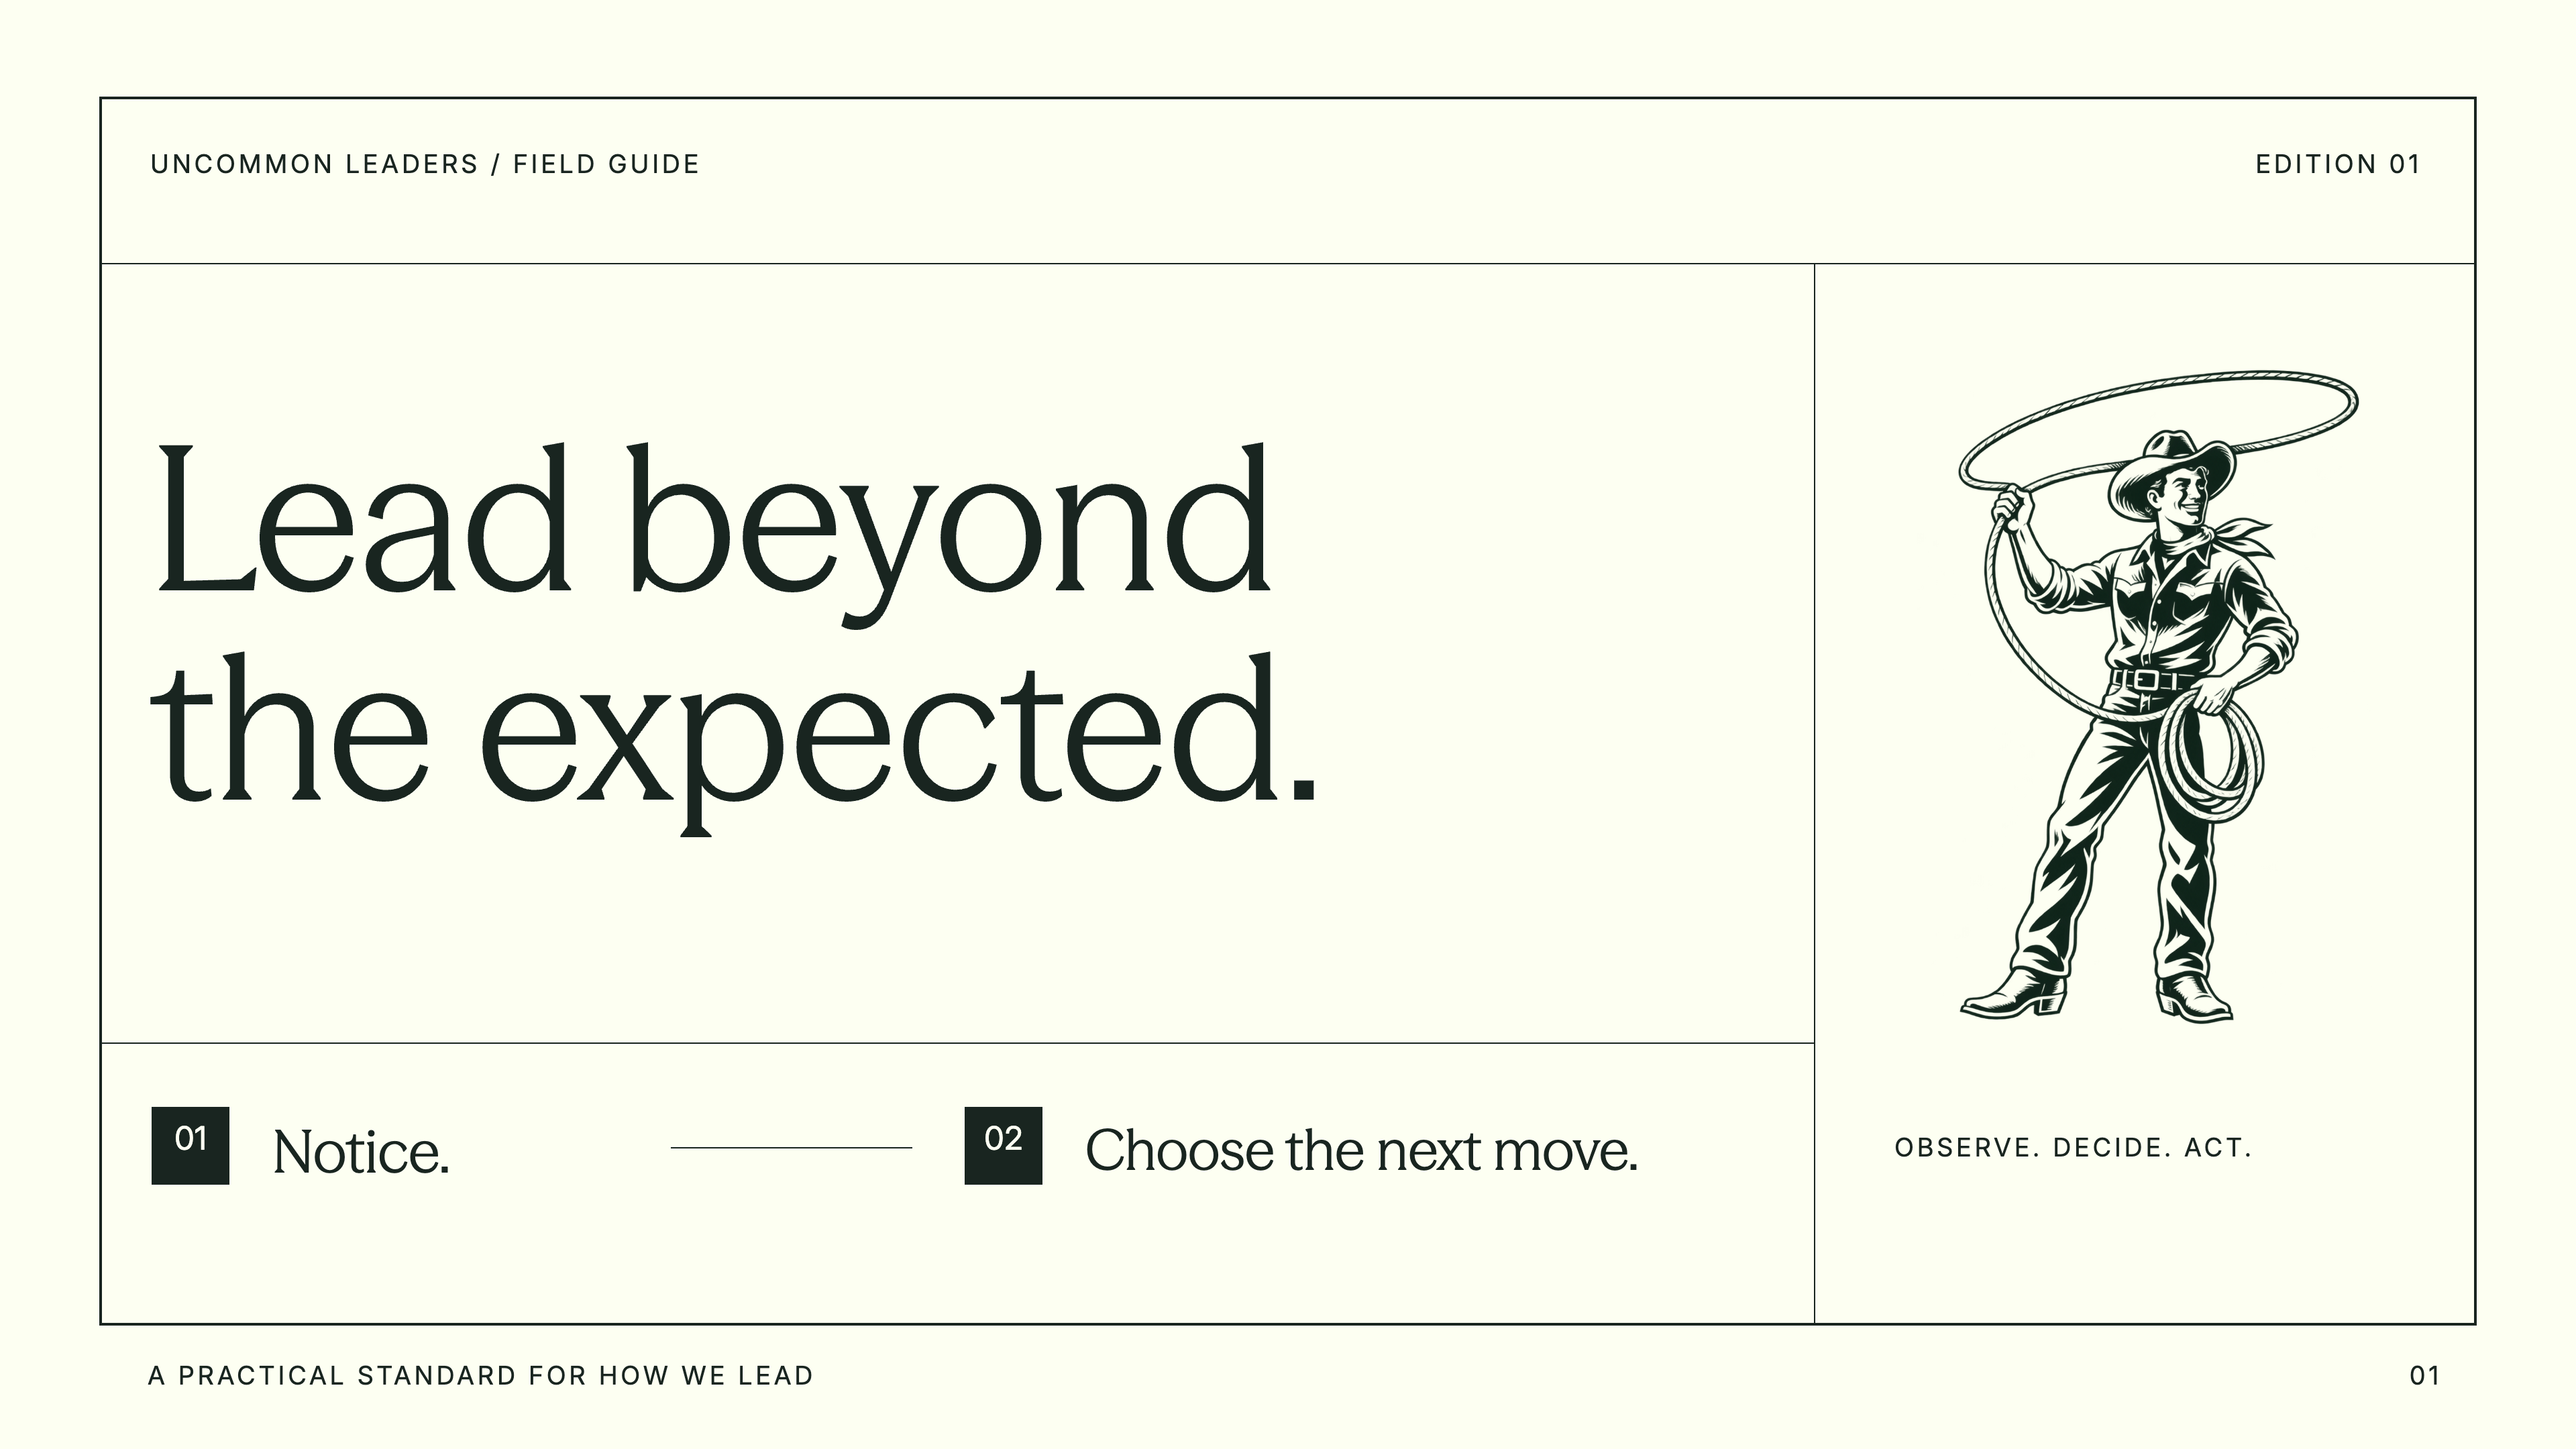 UNCOMMON LEADERS / FIELD GUIDE
EDITION 01
Lead beyond
the expected.
01
Notice.
02
Choose the next move.
OBSERVE. DECIDE. ACT.
A PRACTICAL STANDARD FOR HOW WE LEAD
01